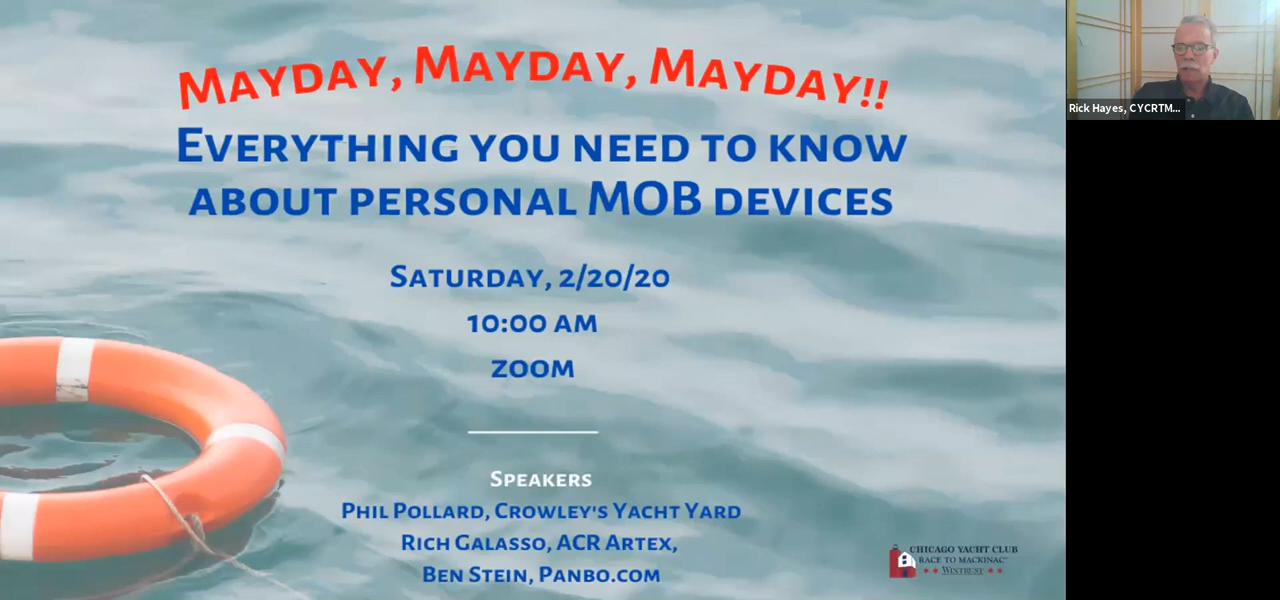 MAYDAY, MAYDAY, MAYDAY!!
EVERYTHING YOU NEED TO KNOW
ABOUT PERSONAL MOB DEVICES
SATURDAY, 2/20/20
10:00 AM
ZOOM
SPEAKERS
PHIL POLLARD, CROWLEY'S YACHT YARD
RICH GALASSO, ACR ARTEX,
BEN STEIN, PANBO.COM
CHICAGO YACHT CLUB
RACE TO MACKINAC
WINTRUST
Rick Hayes, CYCRTM...